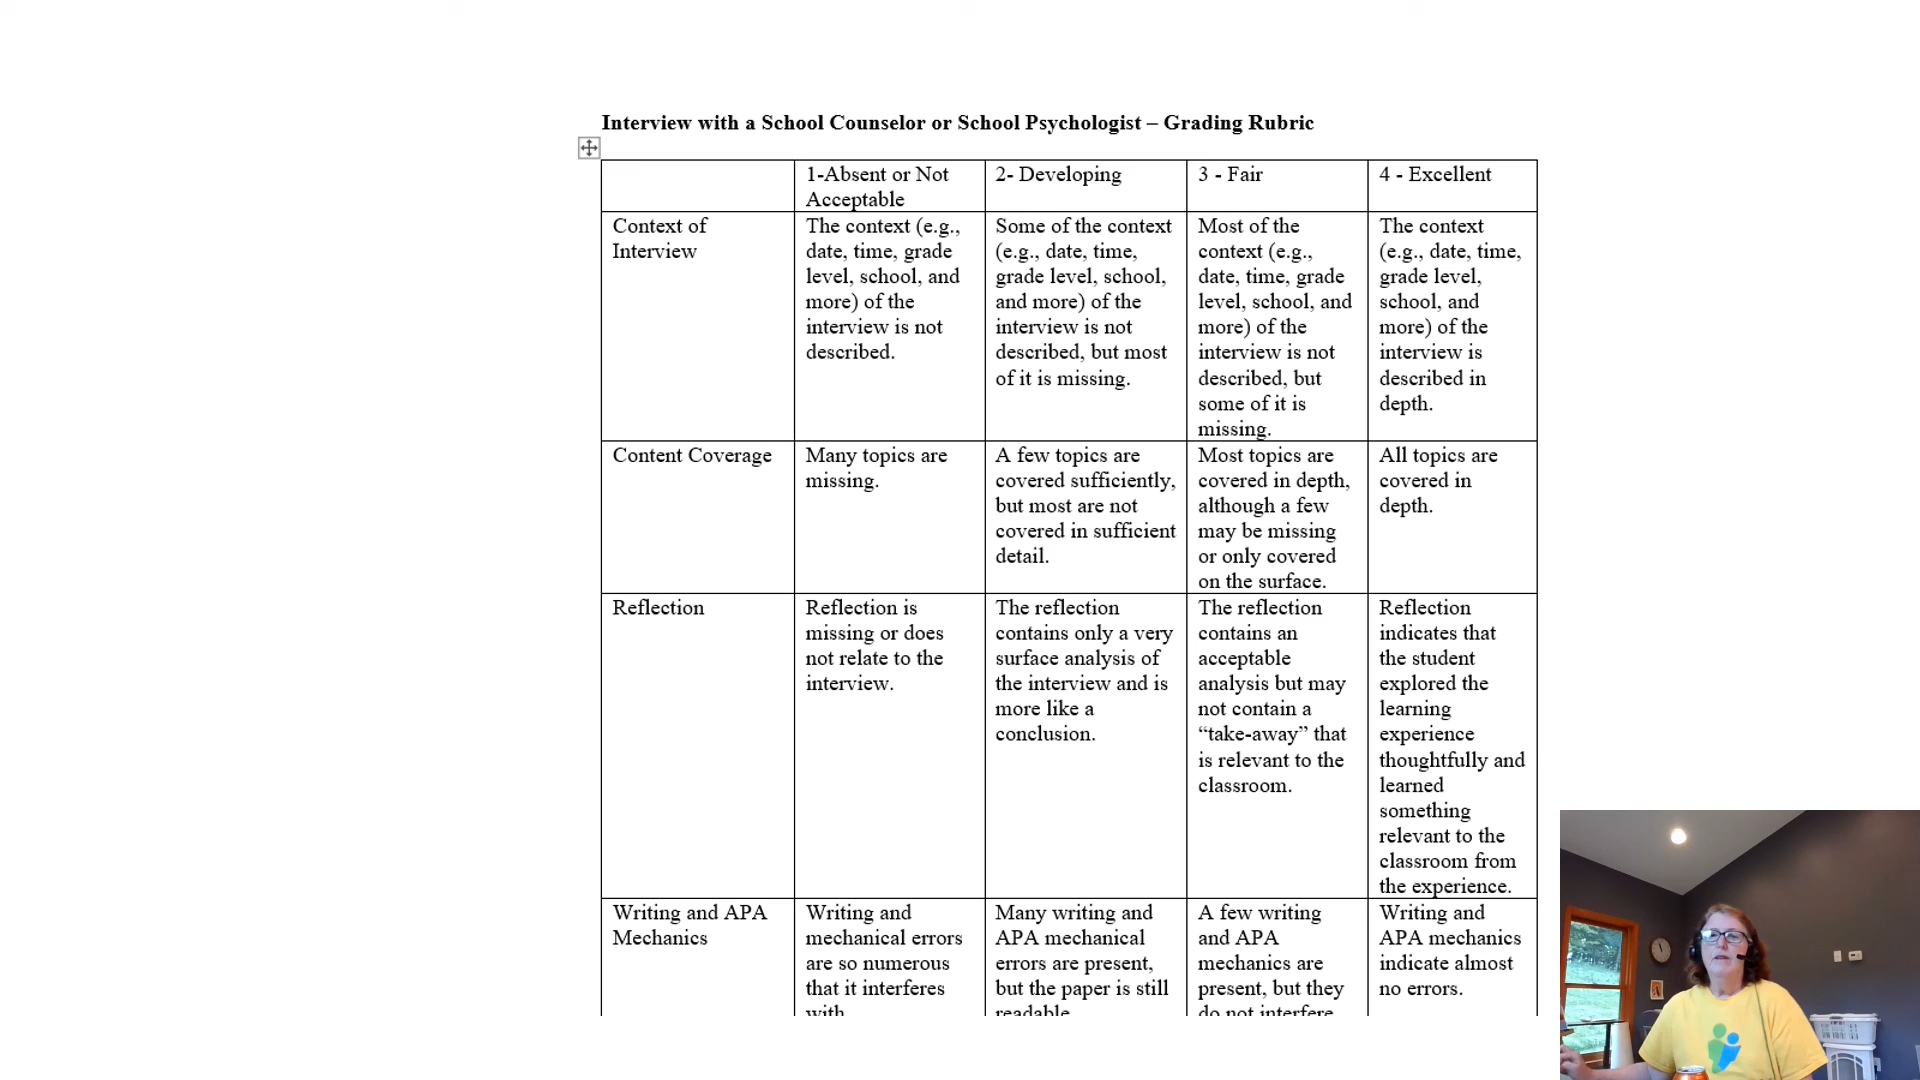 Interview with a School Counselor or School Psychologist – Grading Rubric
1-Absent or Not
Acceptable
2- Developing
3 - Fair
4 - Excellent
Context of
Interview
The context (e.g.,
date, time, grade
level, school, and
more) of the
interview is not
described.
Some of the context
(e.g., date, time,
grade level, school,
and more) of the
interview is not
described, but most
of it is missing.
Most of the
context (e.g.,
date, time, grade
level, school, and
more) of the
interview is not
described, but
some of it is
missing.
The context
(e.g., date, time,
grade level,
school, and
more) of the
interview is
described in
depth.
Content Coverage
Many topics are
missing.
A few topics are
covered sufficiently,
but most are not
covered in sufficient
detail.
Most topics are
covered in depth,
although a few
may be missing
or only covered
on the surface.
All topics are
covered in
depth.
Reflection
Reflection is
missing or does
not relate to the
interview.
The reflection
contains only a very
surface analysis of
the interview and is
more like a
conclusion.
The reflection
contains an
acceptable
analysis but may
not contain a
“take-away” that
is relevant to the
classroom.
Reflection
indicates that
the student
explored the
learning
experience
thoughtfully and
learned
something
relevant to the
classroom from
the experience.
Writing and APA
Mechanics
Writing and
mechanical errors
are so numerous
that it interferes
with
Many writing and
APA mechanical
errors are present,
but the paper is still
readable
A few writing
and APA
mechanics are
present, but they
do not interfere
Writing and
APA mechanics
indicate almost
no errors.